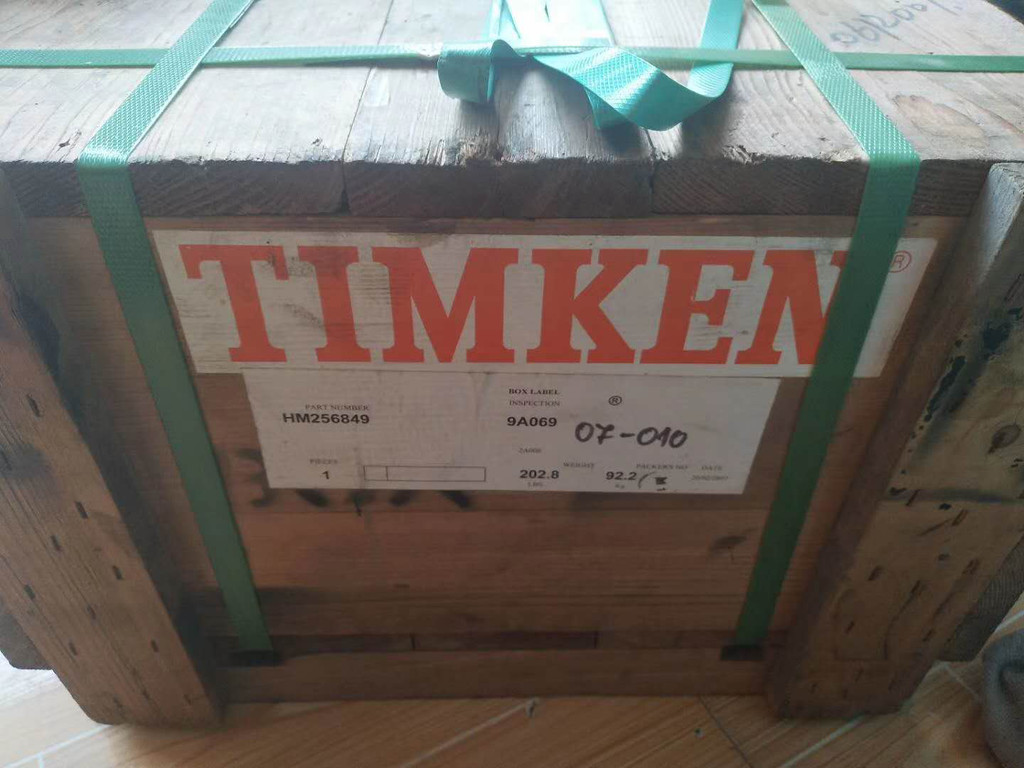 TIMKEN®
BOX LABEL
PART NUMBER INSPECTION ®
HM256849 9A069 07-010
PIECES WEIGHT PACKERS NO DATE
1 202.8 92.2
LBS. Kg